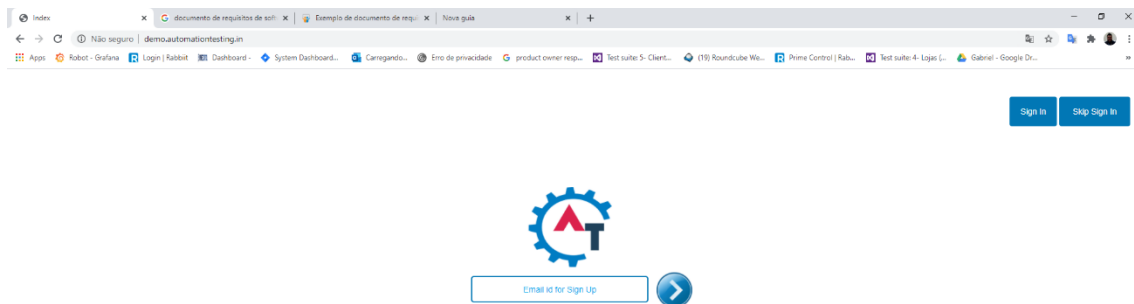 Index
G documento de requisitos de soft
Exemplo de documento de requi
Nova guia
Não seguro | demo.automationtesting.in
Apps
Robot - Grafana
Login | Rabbit
Dashboard -
System Dashboard...
Carregando...
Erro de privacidade
G product owner resp...
Test suite: 5- Client...
(19) Roundcube We...
Prime Control | Rab...
Test suite: 4- Lojas (...
Gabriel - Google Dr...
Sign In
Skip Sign In
AT
Email id for Sign Up